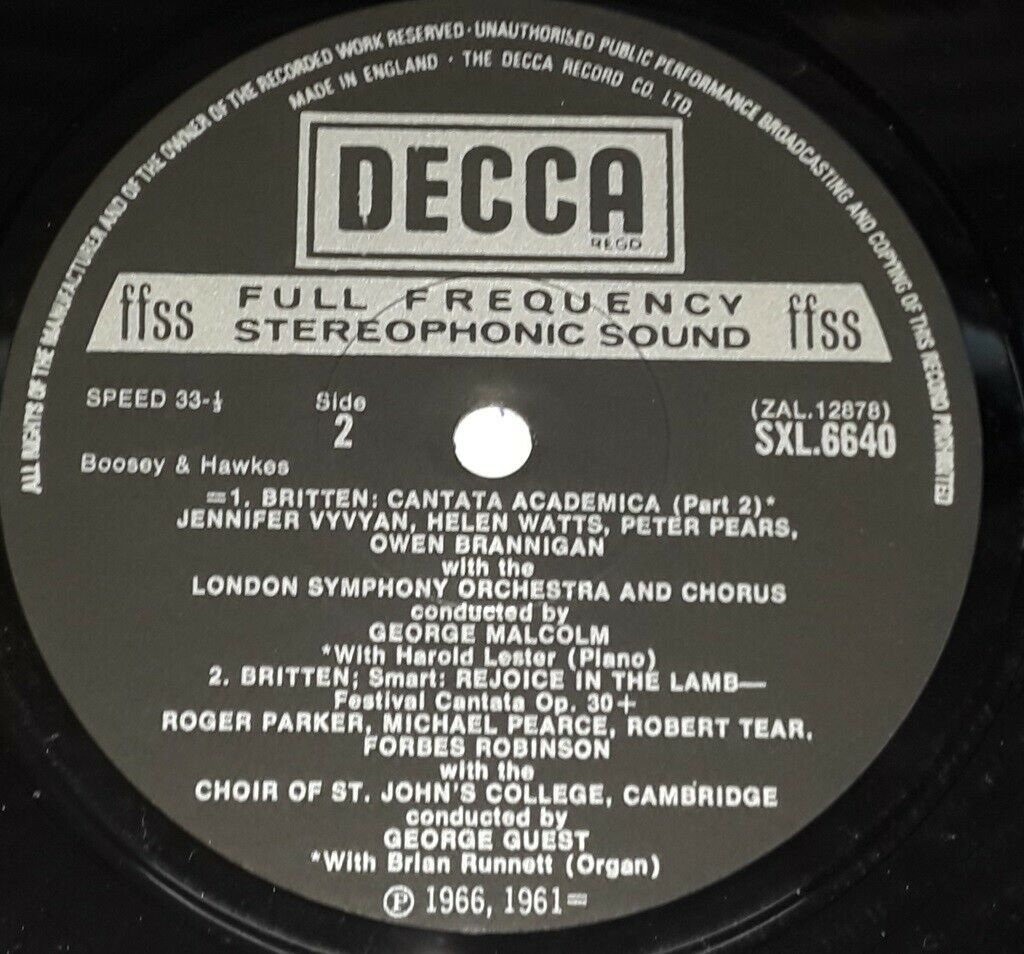 ALL RIGHTS OF THE MANUFACTURER AND OF THE OWNER OF THE RECORDED WORK RESERVED · UNAUTHORISED PUBLIC PERFORMANCE BROADCASTING AND COPYING OF THIS RECORD PROHIBITED
MADE IN ENGLAND · THE DECCA RECORD CO. LTD.
DECCA
REGD
ffss FULL FREQUENCY ffss
STEREOPHONIC SOUND
SPEED 33-⅓ Side (ZAL.12878)
2 SXL.6640
Boosey & Hawkes
=1. BRITTEN: CANTATA ACADEMICA (Part 2)*
JENNIFER VYVYAN, HELEN WATTS, PETER PEARS,
OWEN BRANNIGAN
with the
LONDON SYMPHONY ORCHESTRA AND CHORUS
conducted by
GEORGE MALCOLM
*With Harold Lester (Piano)
2. BRITTEN; Smart: REJOICE IN THE LAMB—
Festival Cantata Op. 30+
ROGER PARKER, MICHAEL PEARCE, ROBERT TEAR,
FORBES ROBINSON
with the
CHOIR OF ST. JOHN'S COLLEGE, CAMBRIDGE
conducted by
GEORGE GUEST
*With Brian Runnett (Organ)
℗ 1966, 1961=